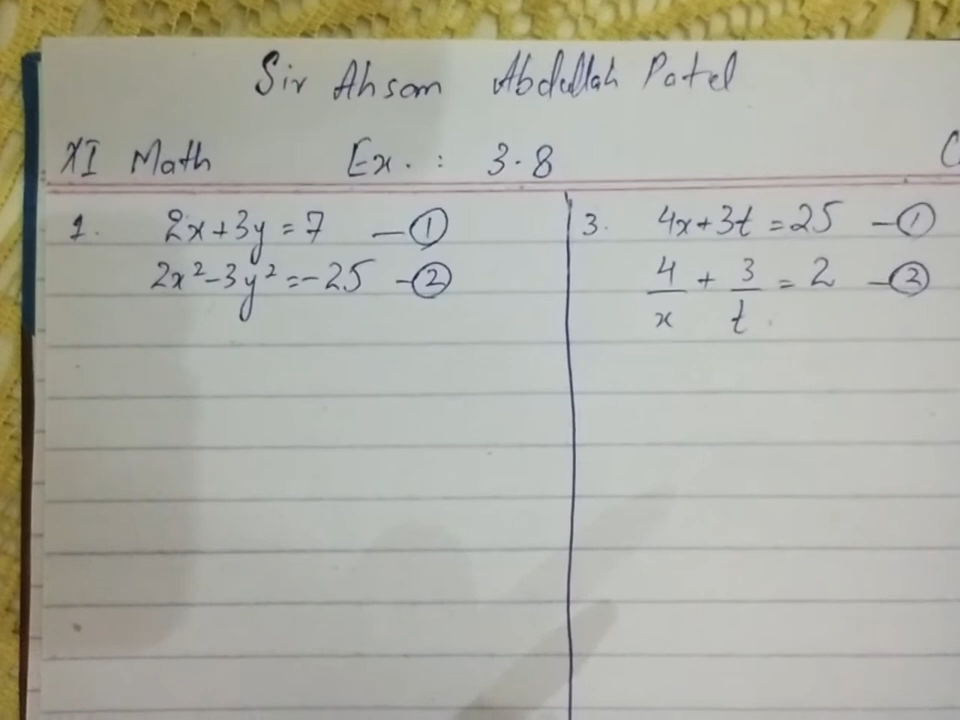 Sir Ahsan Abdullah Patel
XI Math Ex. : 3.8
1. 2x+3y = 7 —①
2x²-3y² = -25 -②
3. 4x+3t = 25 -①
4/x + 3/t = 2 -②